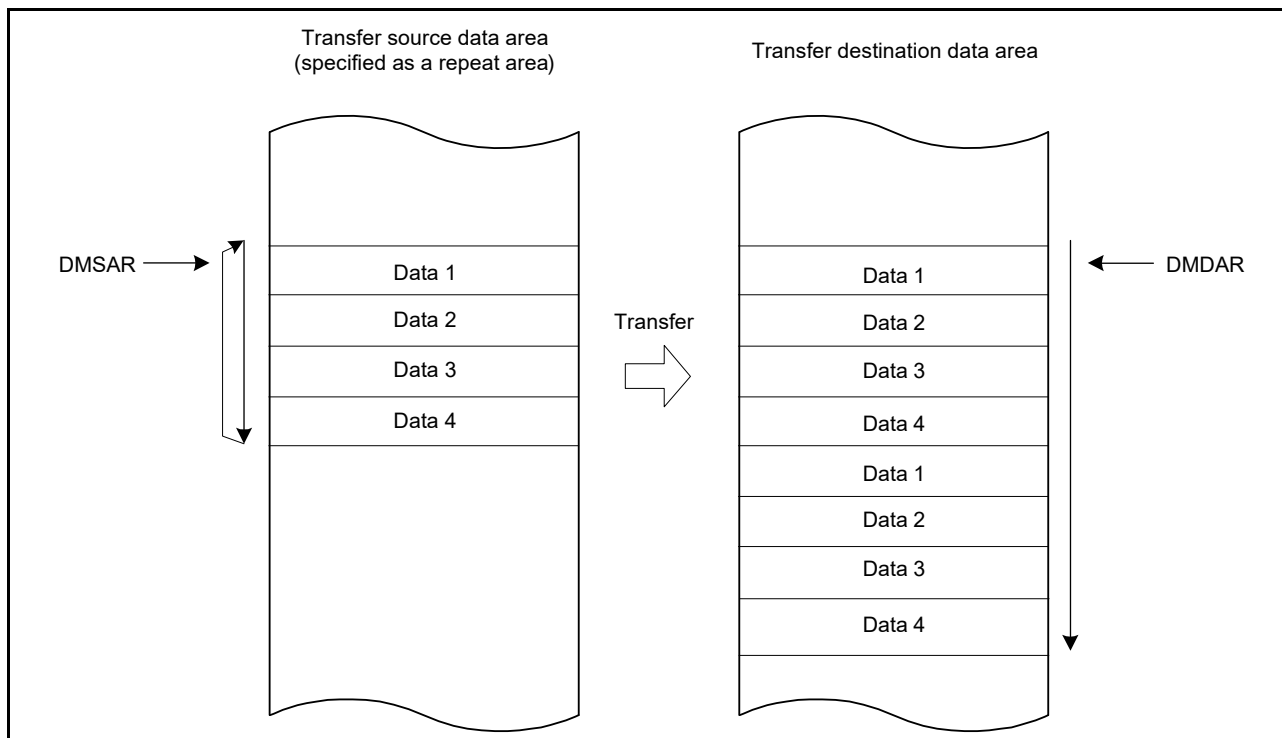 Transfer source data area
(specified as a repeat area)
Transfer destination data area
DMSAR
Data 1
Data 2
Data 3
Data 4
Transfer
Data 1
Data 2
Data 3
Data 4
Data 1
Data 2
Data 3
Data 4
DMDAR